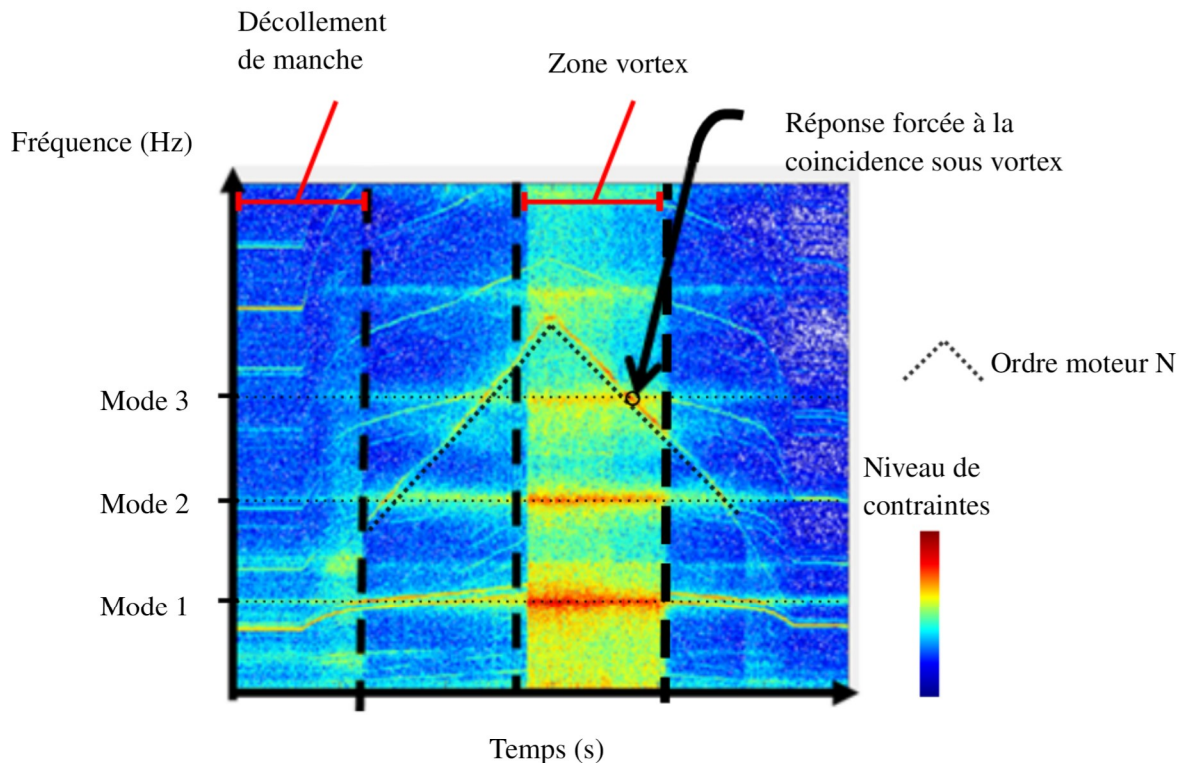 Décollement
de manche
Zone vortex
Réponse forcée à la
coincidence sous vortex
Fréquence (Hz)
Ordre moteur N
Mode 3
Niveau de
contraintes
Mode 2
Mode 1
Temps (s)